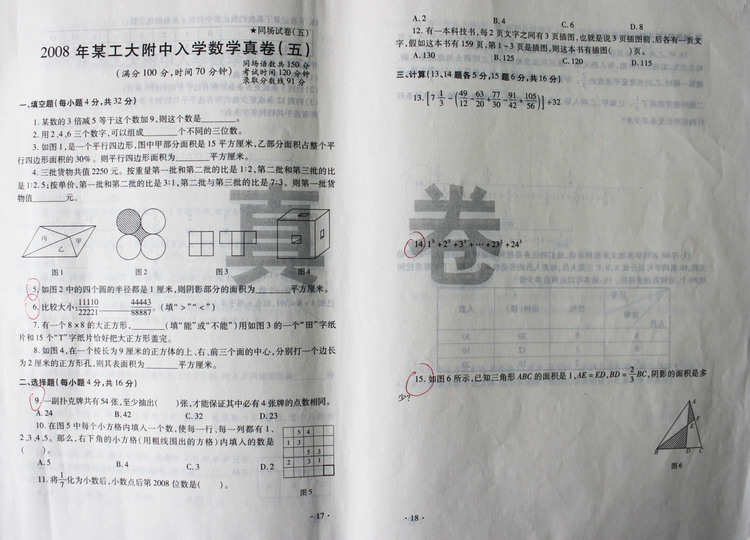 ★同场试卷(五)
2008年某工大附中入学数学真卷(五)
(满分100分,时间70分钟)
同场语数共150分
考试时间120分钟
录取分数线91分
一、填空题(每小题4分,共32分)
1.某数的3倍减5等于这个数加9,则这个数是______。
2.用2,4,6三个数字,可以组成______个不同的三位数。
3.如图1,是一个平行四边形,图中甲部分面积是15平方厘米,乙部分面积占整个平
行四边形面积的30%。则平行四边形面积为______平方厘米。
4.三批货物共值2250元。按重量第一批和第二批的比是1:2,第二批和第三批的比
是1:2.5;按单价,第一批和第二批的比是3:1,第二批与第三批的比是7:3。则第一批货
物值______元。
丙
甲
乙
图1
图2
图3
图4
5.如图2中的四个圆的半径都是1厘米,则阴影部分的面积为______平方厘米。
6.比较大小:11110/22221______44443/88887。(填“>”“<”)
7.有一个8×8的大正方形,______(填“能”或“不能”)用如图3的一个“田”字纸
片和15个“T”字纸片恰好把大正方形盖完。
8.如图4,在一个棱长为9厘米的正方体的上、右、前三个面的中心,分别打一个边长
为2厘米的正方形孔,则其表面积为______平方厘米。
二、选择题(每小题4分,共16分)
9.一副扑克牌共有54张,至少抽出(　　)张,才能保证其中必有4张牌的点数相同。
A.24 B.42 C.32 D.23
10.在图5中每个小方格内填入一个数,使每一行,每一列都有1、
2、3、4、5。那么,右下角的小方格(用粗线围出的方格)内填入的数是
(　　)。
A.5 B.4 C.3 D.2
5 4
1 3
5 3
2 3 1
图5
11.将1/7化为小数后,小数点后第2008位数是(　　)。
·17·
A.2 B.4 C.6 D.8
12.有一本科技书,每2页文字之间有3页插图,也就是说3页插图前、后各有一页文
字,假如这本书有159页,第1~3页是插图,则这本书共有插图(　　)页。
A.130 B.125 C.120 D.115
三、计算(13、14题各5分,15题6分,共16分)
13.[7 1/3-(49/12-63/20+77/30-91/42+105/56)]÷32
14.1³+2³+3³+…+23³+24³
15.如图6所示,已知三角形ABC的面积是1,AE=ED,BD=2/3BC,阴影的面积是多
少?
A
F
E
B D C
图6
·18·
真卷